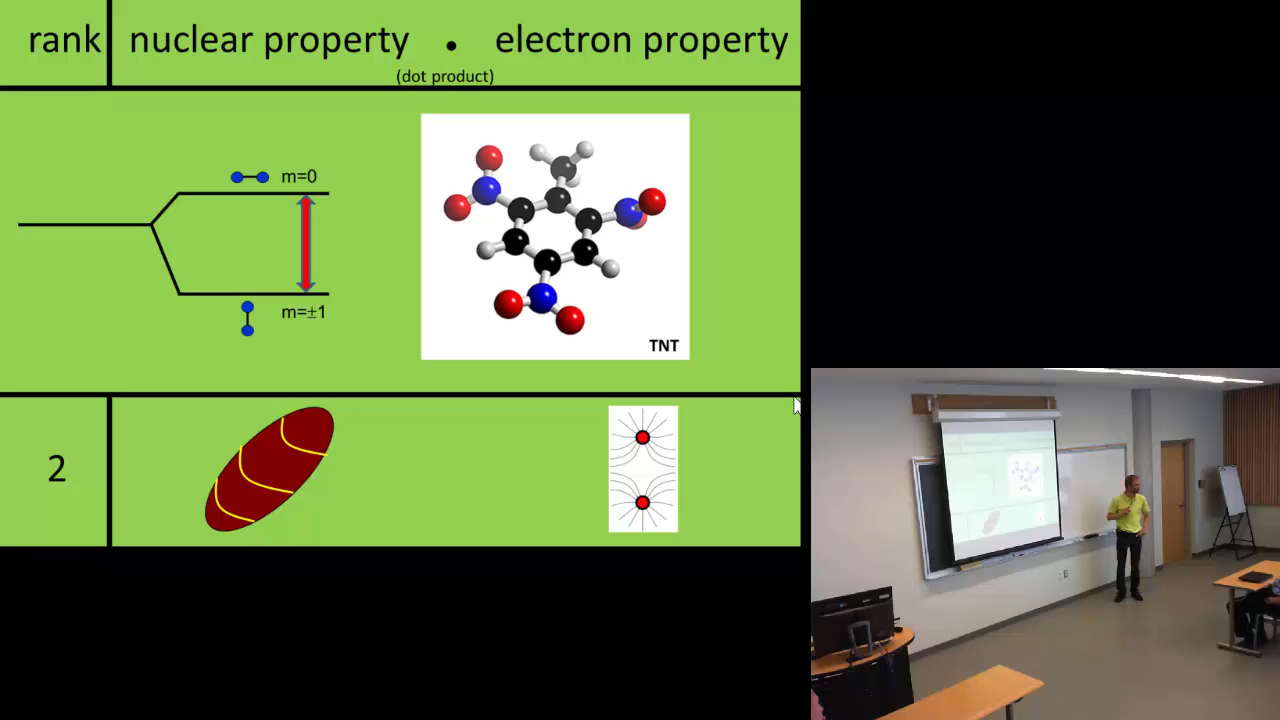 rank nuclear property • electron property
(dot product)
m=0
m=±1
TNT
2